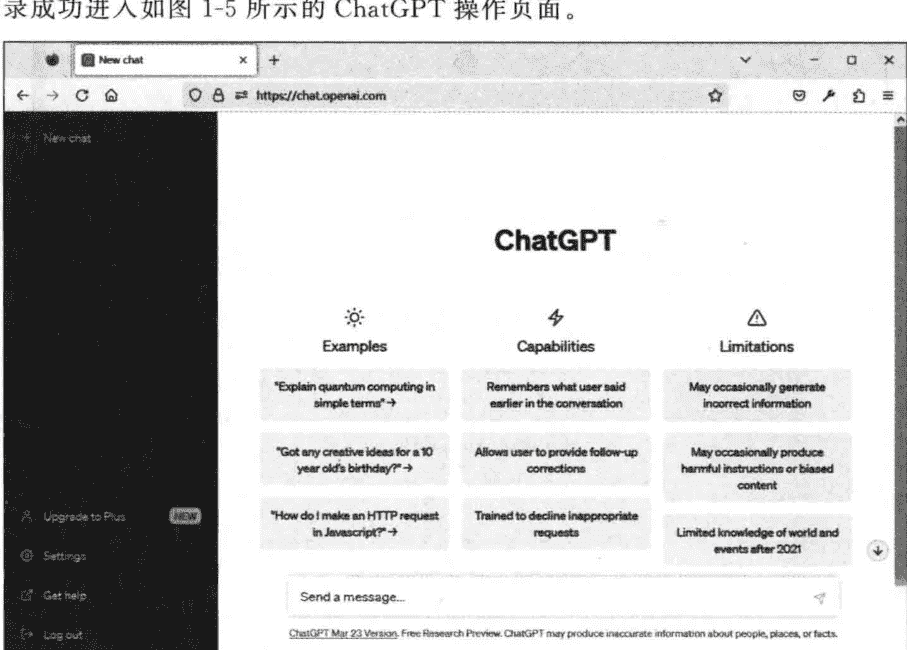 录成功进入如图 1-5 所示的 ChatGPT 操作页面。
New chat
https://chat.openai.com
+ New chat
ChatGPT
Examples
Capabilities
Limitations
"Explain quantum computing in
simple terms" →
Remembers what user said
earlier in the conversation
May occasionally generate
incorrect information
"Got any creative ideas for a 10
year old's birthday?" →
Allows user to provide follow-up
corrections
May occasionally produce
harmful instructions or biased
content
"How do I make an HTTP request
in Javascript?" →
Trained to decline inappropriate
requests
Limited knowledge of world and
events after 2021
Upgrade to Plus NEW
Settings
Get help
Log out
Send a message...
ChatGPT Mar 23 Version. Free Research Preview. ChatGPT may produce inaccurate information about people, places, or facts.